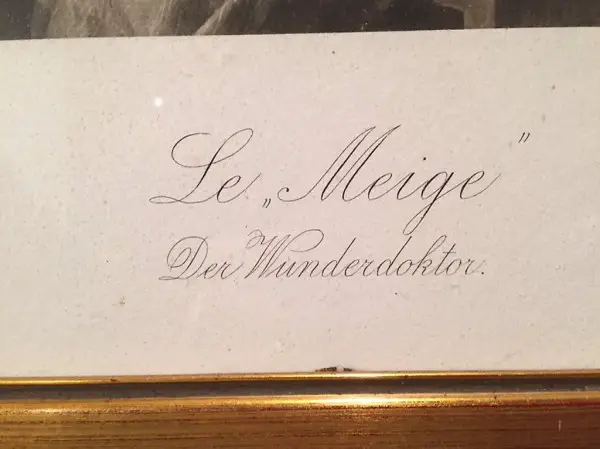 Le „Meige”
Der Wunderdoktor.